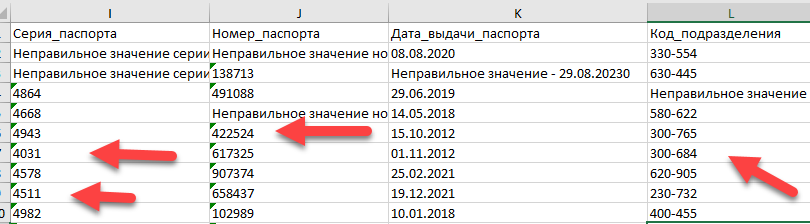 I J K L
Серия_паспорта Номер_паспорта Дата_выдачи_паспорта Код_подразделения
Неправильное значение серии Неправильное значение но 08.08.2020 330-554
Неправильное значение серии 138713 Неправильное значение - 29.08.20230 630-445
4864 491088 29.06.2019 Неправильное значение
4668 Неправильное значение но 14.05.2018 580-622
4943 422524 15.10.2012 300-765
4031 617325 01.11.2012 300-684
4578 907374 25.02.2021 620-905
4511 658437 19.12.2021 230-732
4982 102989 10.01.2018 400-455